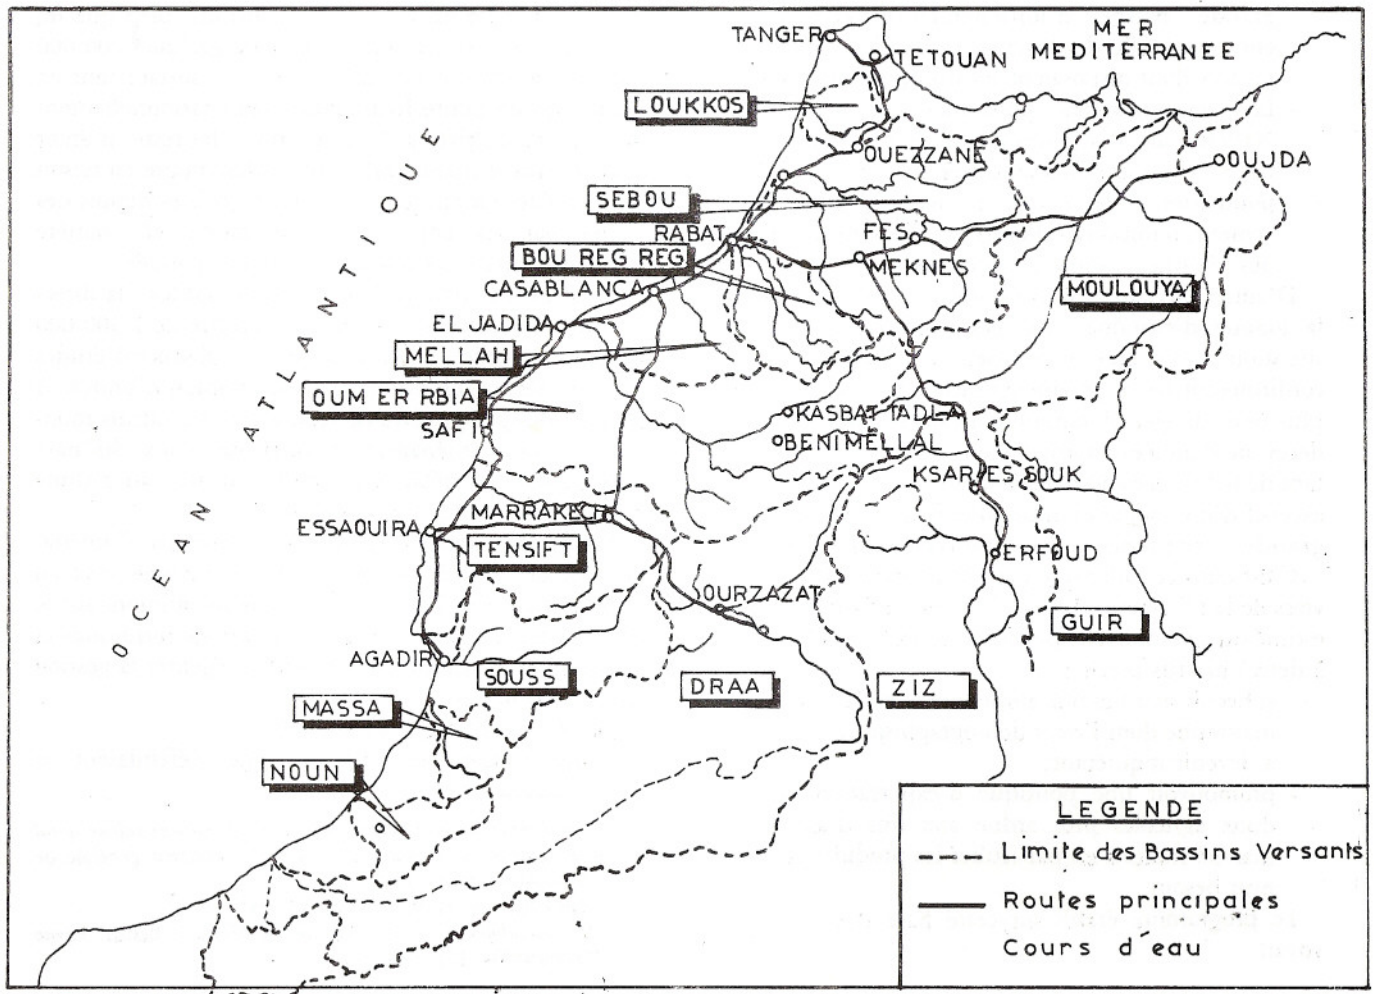 TANGER
MER
MEDITERRANEE
TETOUAN
LOUKKOS
OCEAN ATLANTIQUE
OUEZZANE
OUJDA
SEBOU
RABAT
FES
BOU REG REG
MEKNES
CASABLANCA
MOULOUYA
EL JADIDA
MELLAH
OUM ER RBIA
KASBAT TADLA
SAFI
BENI MELLAL
KSAR ES SOUK
MARRAKECH
ESSAOUIRA
TENSIFT
ERFOUD
OURZAZAT
GUIR
AGADIR
SOUSS
DRAA
ZIZ
MASSA
NOUN
LEGENDE
Limite des Bassins Versants
Routes principales
Cours d'eau